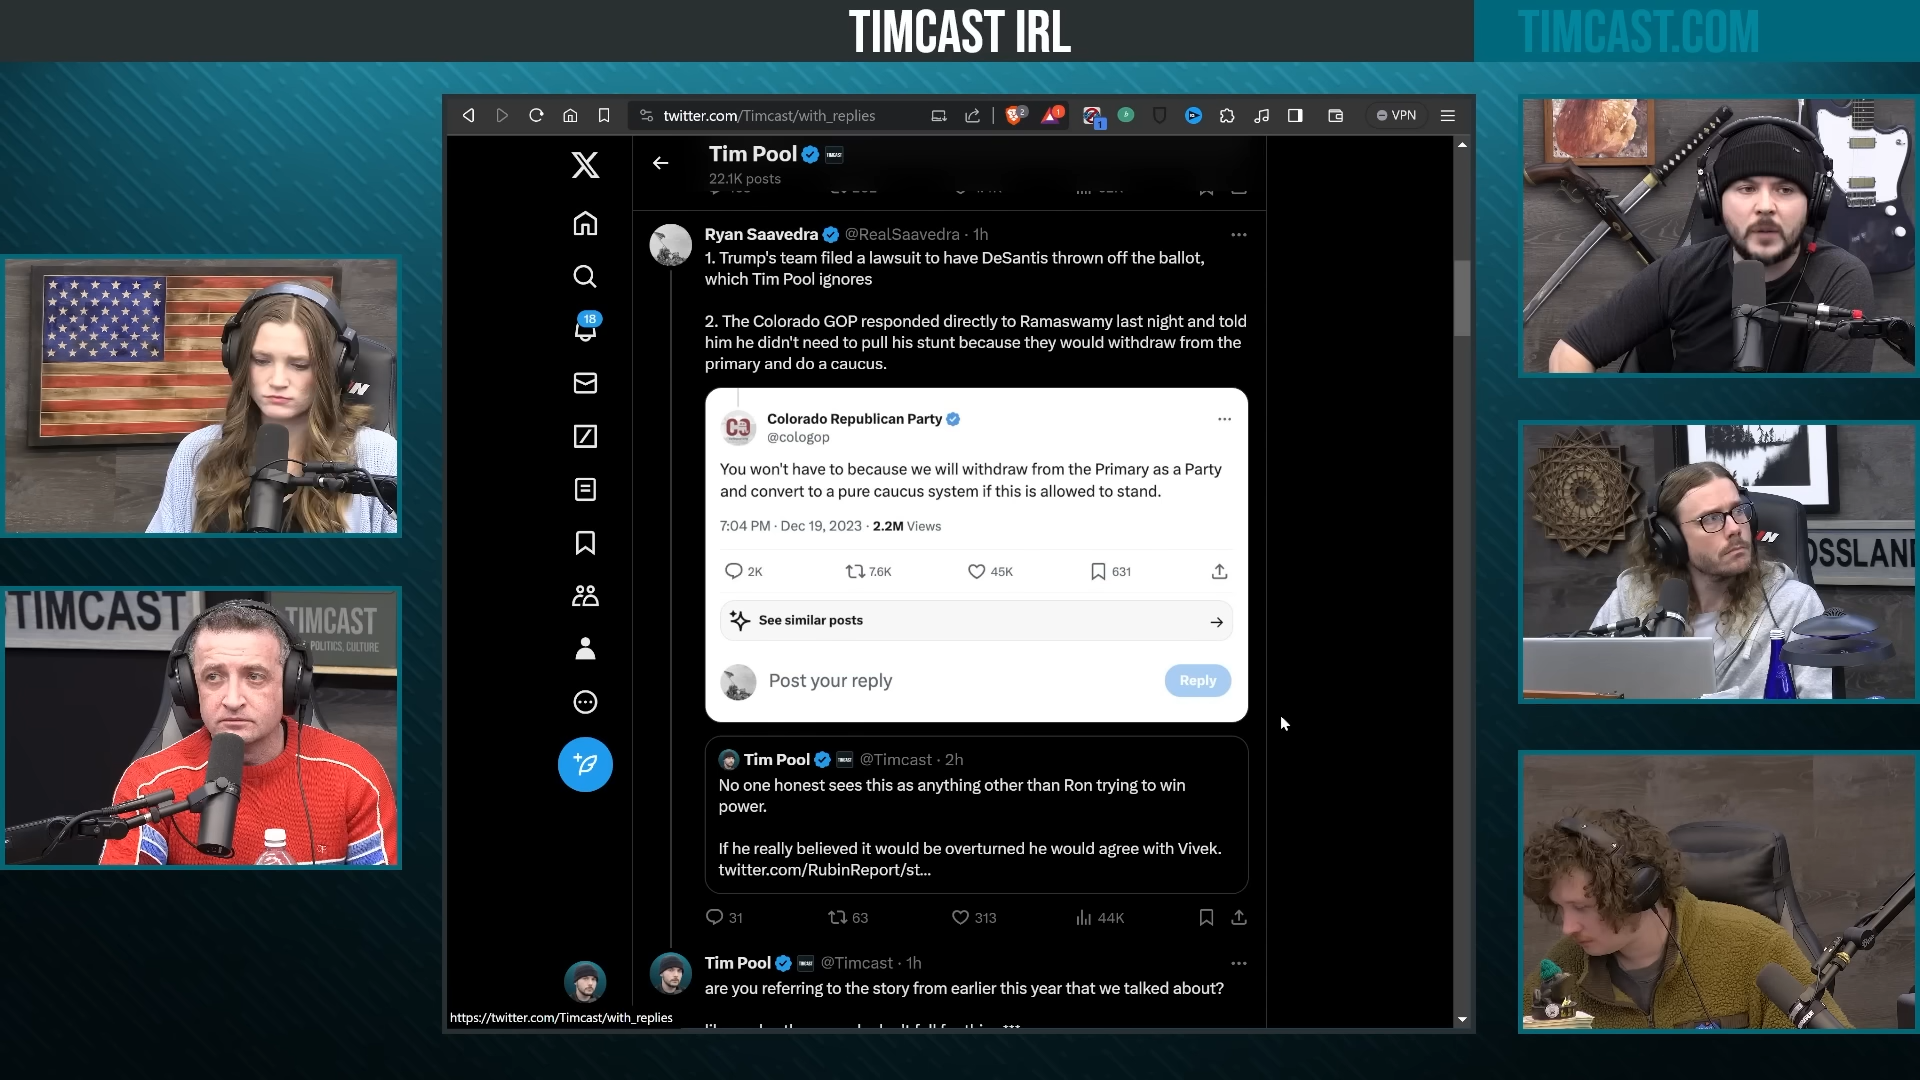 TIMCAST IRL
TIMCAST.COM
twitter.com/Timcast/with_replies
2
1
1
VPN
Tim Pool
22.1K posts
Ryan Saavedra @RealSaavedra · 1h
1. Trump's team filed a lawsuit to have DeSantis thrown off the ballot,
which Tim Pool ignores
2. The Colorado GOP responded directly to Ramaswamy last night and told
him he didn't need to pull his stunt because they would withdraw from the
primary and do a caucus.
18
Colorado Republican Party
@cologop
You won't have to because we will withdraw from the Primary as a Party
and convert to a pure caucus system if this is allowed to stand.
7:04 PM · Dec 19, 2023 · 2.2M Views
2K 7.6K 45K 631
See similar posts
Post your reply
Reply
Tim Pool @Timcast · 2h
No one honest sees this as anything other than Ron trying to win
power.
If he really believed it would be overturned he would agree with Vivek.
twitter.com/RubinReport/st...
31 63 313 44K
Tim Pool @Timcast · 1h
are you referring to the story from earlier this year that we talked about?
https://twitter.com/Timcast/with_replies
TIMCAST
TIMCAST
POLITICS, CULTURE
OSSLAND